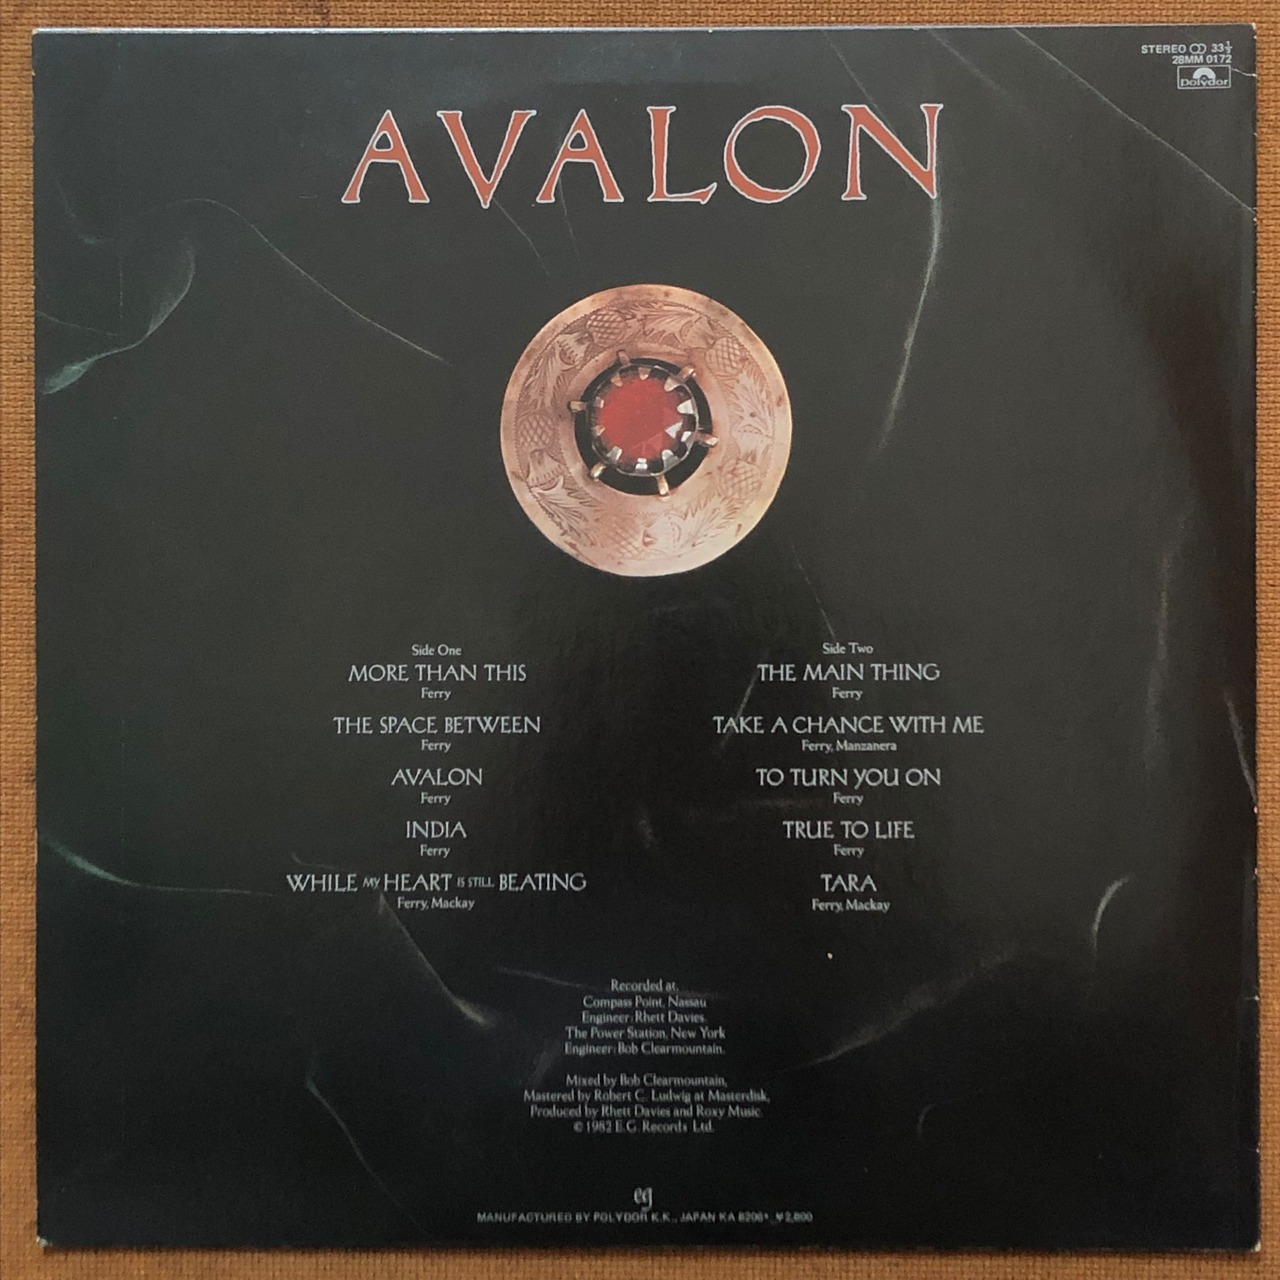 STEREO 33⅓
28MM 0172
Polydor
AVALON
Side One
MORE THAN THIS
Ferry
THE SPACE BETWEEN
Ferry
AVALON
Ferry
INDIA
Ferry
WHILE MY HEART IS STILL BEATING
Ferry, Mackay
Side Two
THE MAIN THING
Ferry
TAKE A CHANCE WITH ME
Ferry, Manzanera
TO TURN YOU ON
Ferry
TRUE TO LIFE
Ferry
TARA
Ferry, Mackay
Recorded at,
Compass Point, Nassau
Engineer: Rhett Davies.
The Power Station, New York
Engineer: Bob Clearmountain.
Mixed by Bob Clearmountain,
Mastered by Robert C. Ludwig at Masterdisk,
Produced by Rhett Davies and Roxy Music.
© 1982 E.G. Records Ltd.
eg
MANUFACTURED BY POLYDOR K.K., JAPAN KA 8206* ¥2,800